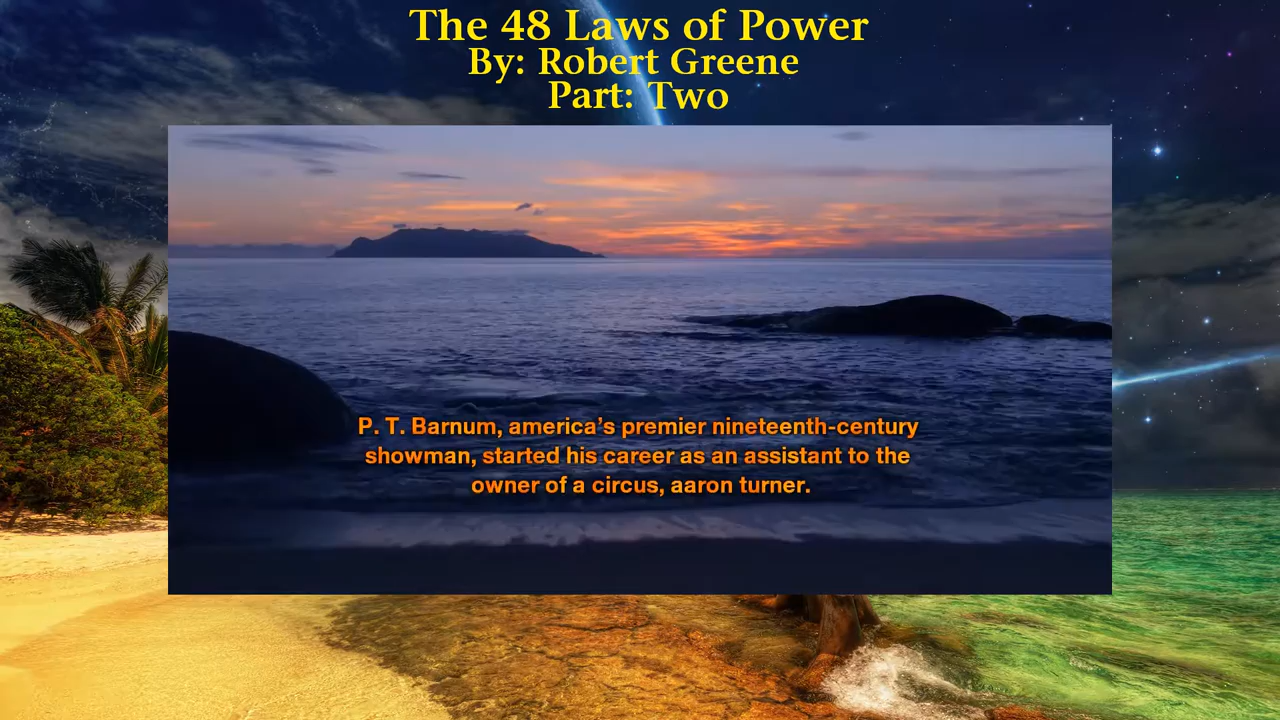 The 48 Laws of Power
By: Robert Greene
Part: Two
P. T. Barnum, america’s premier nineteenth-century
showman, started his career as an assistant to the
owner of a circus, aaron turner.